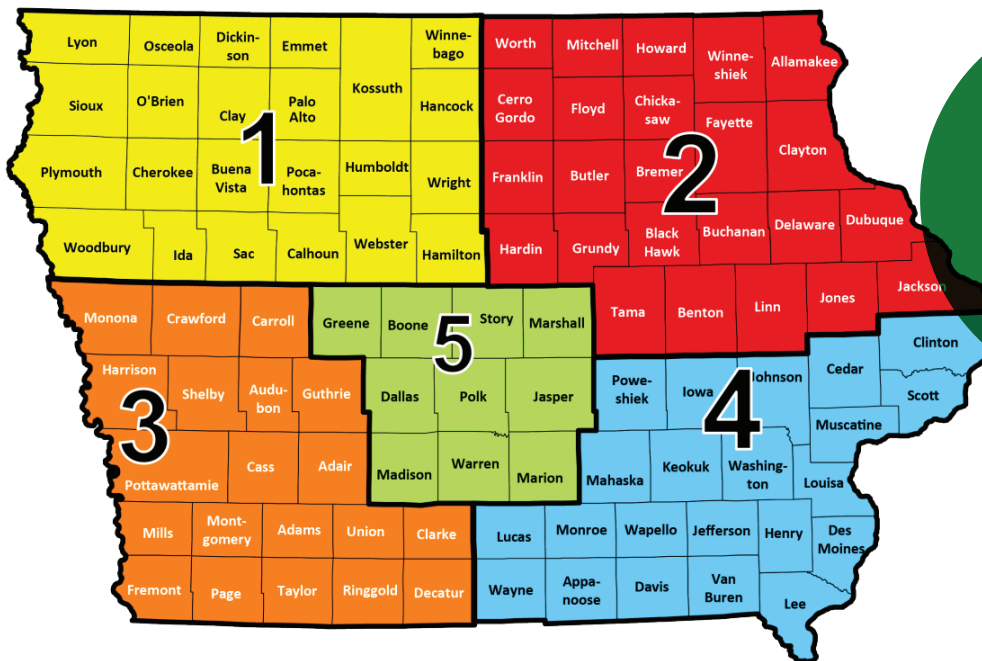 Lyon
Osceola
Dickin-
son
Emmet
Winne-
bago
Kossuth
Sioux
O'Brien
Clay
Palo
Alto
Hancock
1
Plymouth
Cherokee
Buena
Vista
Poca-
hontas
Humboldt
Wright
Woodbury
Ida
Sac
Calhoun
Webster
Hamilton
Worth
Mitchell
Howard
Winne-
shiek
Allamakee
Cerro
Gordo
Floyd
Chicka-
saw
Fayette
Clayton
2
Franklin
Butler
Bremer
Hardin
Grundy
Black
Hawk
Buchanan
Delaware
Dubuque
Tama
Benton
Linn
Jones
Jackson
Monona
Crawford
Carroll
Harrison
Shelby
Audu-
bon
Guthrie
3
Pottawattamie
Cass
Adair
Mills
Mont-
gomery
Adams
Union
Clarke
Fremont
Page
Taylor
Ringgold
Decatur
Greene
Boone
Story
Marshall
5
Dallas
Polk
Jasper
Madison
Warren
Marion
Powe-
shiek
Iowa
Johnson
Cedar
Clinton
Scott
4
Muscatine
Mahaska
Keokuk
Washing-
ton
Louisa
Lucas
Monroe
Wapello
Jefferson
Henry
Des
Moines
Wayne
Appa-
noose
Davis
Van
Buren
Lee